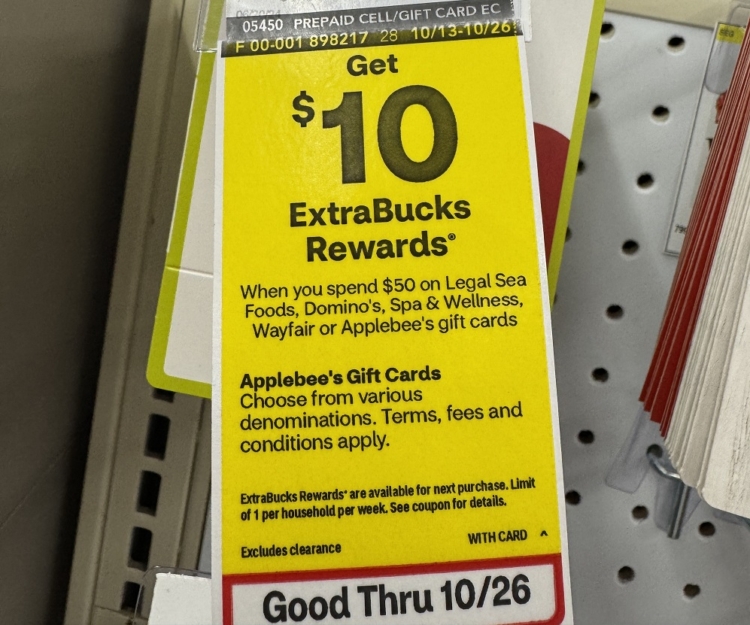 05450 PREPAID CELL/GIFT CARD EC
F 00-001 898217 28 10/13-10/26
Get
$10
ExtraBucks
Rewards®
When you spend $50 on Legal Sea
Foods, Domino's, Spa & Wellness,
Wayfair or Applebee's gift cards
Applebee's Gift Cards
Choose from various
denominations. Terms, fees and
conditions apply.
ExtraBucks Rewards® are available for next purchase. Limit
of 1 per household per week. See coupon for details.
WITH CARD ^
Excludes clearance
Good Thru 10/26